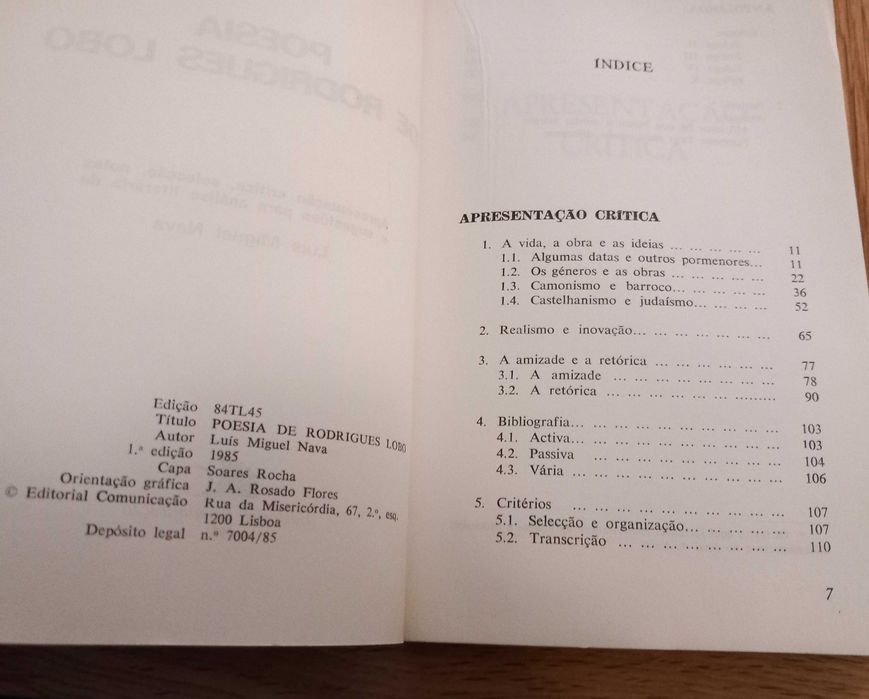 Edição 84TL45
Título POESIA DE RODRIGUES LOBO
Autor Luís Miguel Nava
1.ª edição 1985
Capa Soares Rocha
Orientação gráfica J. A. Rosado Flores
© Editorial Comunicação Rua da Misericórdia, 67, 2.º, esq.
1200 Lisboa
Depósito legal n.º 7004/85
ÍNDICE
APRESENTAÇÃO CRÍTICA
1. A vida, a obra e as ideias ... ... ... ... ... 11
1.1. Algumas datas e outros pormenores... 11
1.2. Os géneros e as obras ... ... ... ... ... 22
1.3. Camonismo e barroco... ... ... ... ... 36
1.4. Castelhanismo e judaísmo... ... ... ... 52
2. Realismo e inovação... ... ... ... ... ... ... 65
3. A amizade e a retórica ... ... ... ... ... ... 77
3.1. A amizade ... ... ... ... ... ... ... ... 78
3.2. A retórica ... ... ... ... ... ... ......... 90
4. Bibliografia... ... ... ... ... ... ... ... ... ... 103
4.1. Activa... ... ... ... ... ... ... ... ... ... 103
4.2. Passiva ... ... ... ... ... ... ... ... ... 104
4.3. Vária ... ... ... ... ... ... ... ... ... ... 106
5. Critérios ... ... ... ... ... ... ... ... ... ... 107
5.1. Selecção e organização... ... ... ... ... 107
5.2. Transcrição ... ... ... ... ... ... ... ... 110
7